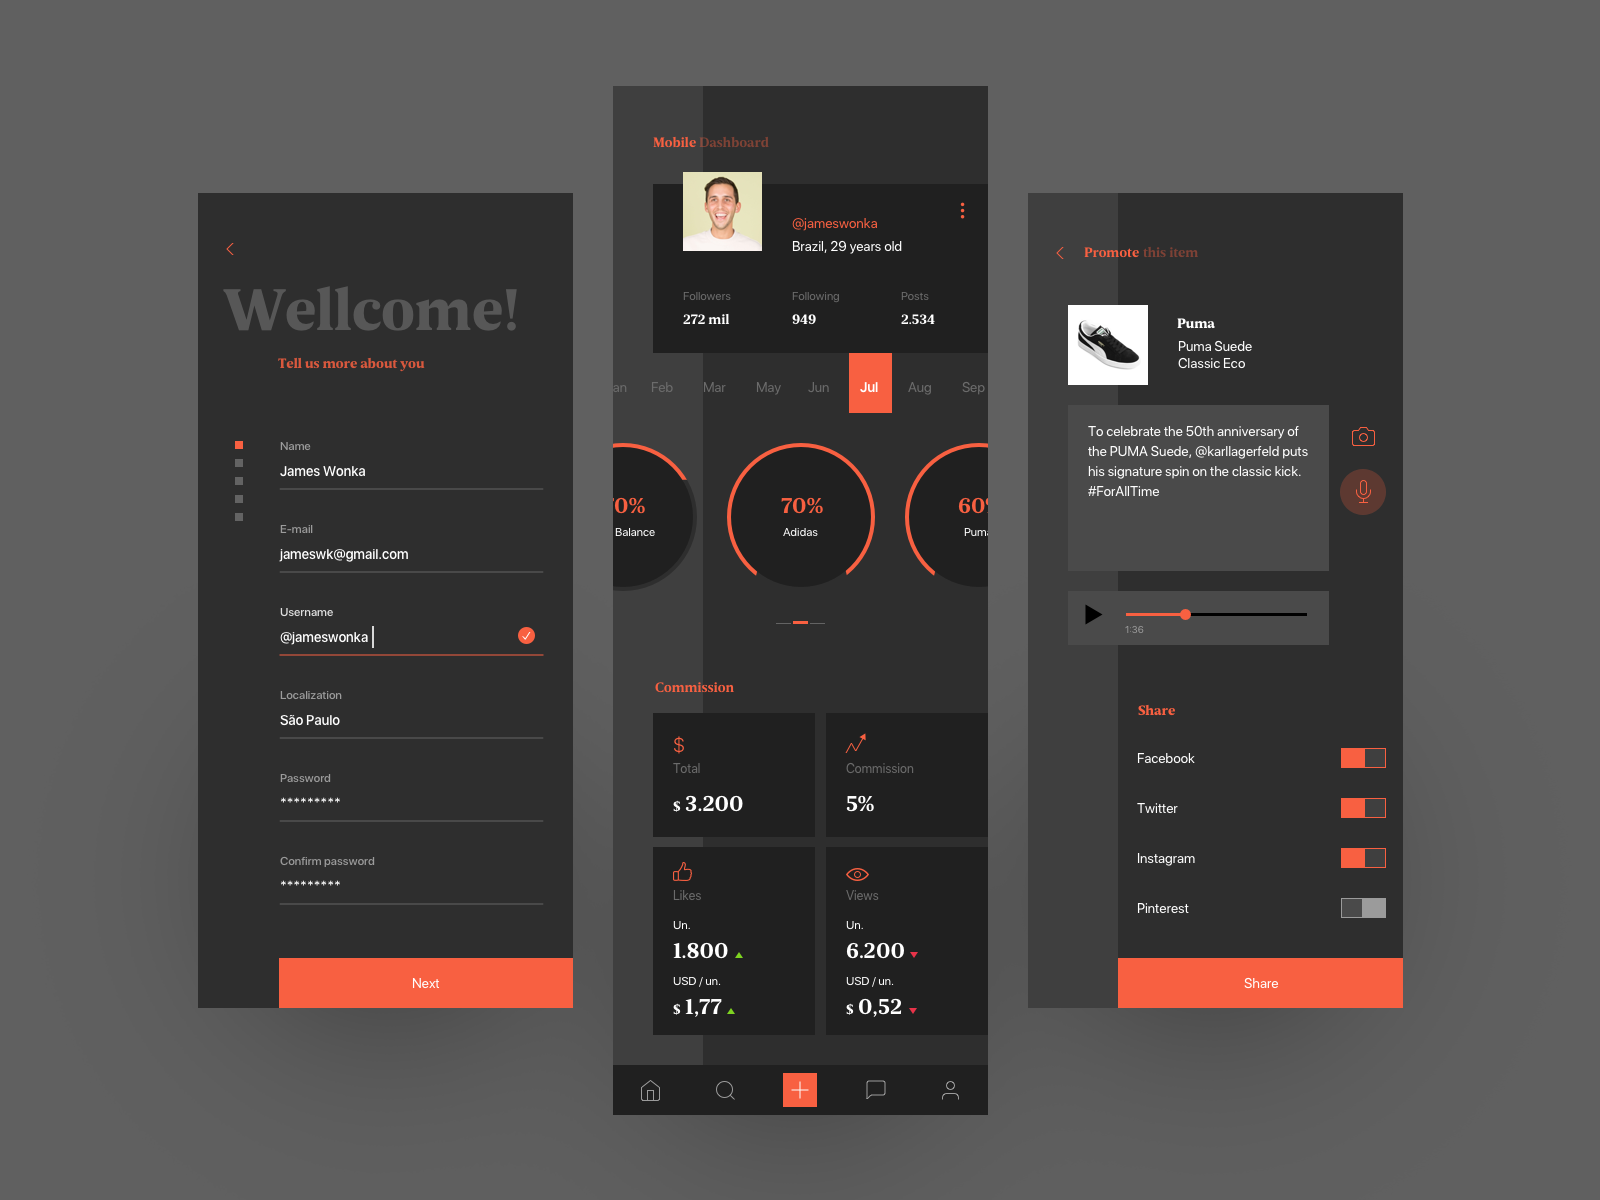 Wellcome!
Tell us more about you
Name
James Wonka
E-mail
jameswk@gmail.com
Username
@jameswonka
Localization
São Paulo
Password
*********
Confirm password
*********
Next
Mobile Dashboard
@jameswonka
Brazil, 29 years old
Followers Following Posts
272 mil 949 2.534
an Feb Mar May Jun Jul Aug Sep
0% 70% 60%
Balance Adidas Puma
Commission
$
Total
$ 3.200
Commission
5%
Likes
Un.
1.800
USD / un.
$ 1,77
Views
Un.
6.200
USD / un.
$ 0,52
Promote this item
Puma
Puma Suede
Classic Eco
To celebrate the 50th anniversary of
the PUMA Suede, @karllagerfeld puts
his signature spin on the classic kick.
#ForAllTime
1:36
Share
Facebook
Twitter
Instagram
Pinterest
Share